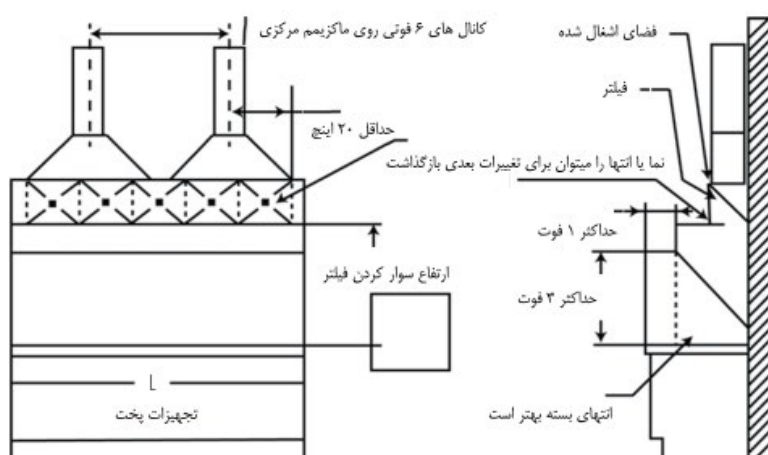 کانال های ۶ فوتی روی ماکزیمم مرکزی
فضای اشغال شده
فیلتر
حداقل ۲۰ اینچ
نما یا انتها را میتوان برای تغییرات بعدی بازگذاشت
حداکثر ۱ فوت
ارتفاع سوار کردن فیلتر
حداکثر ۳ فوت
L
تجهیزات پخت
انتهای بسته بهتر است